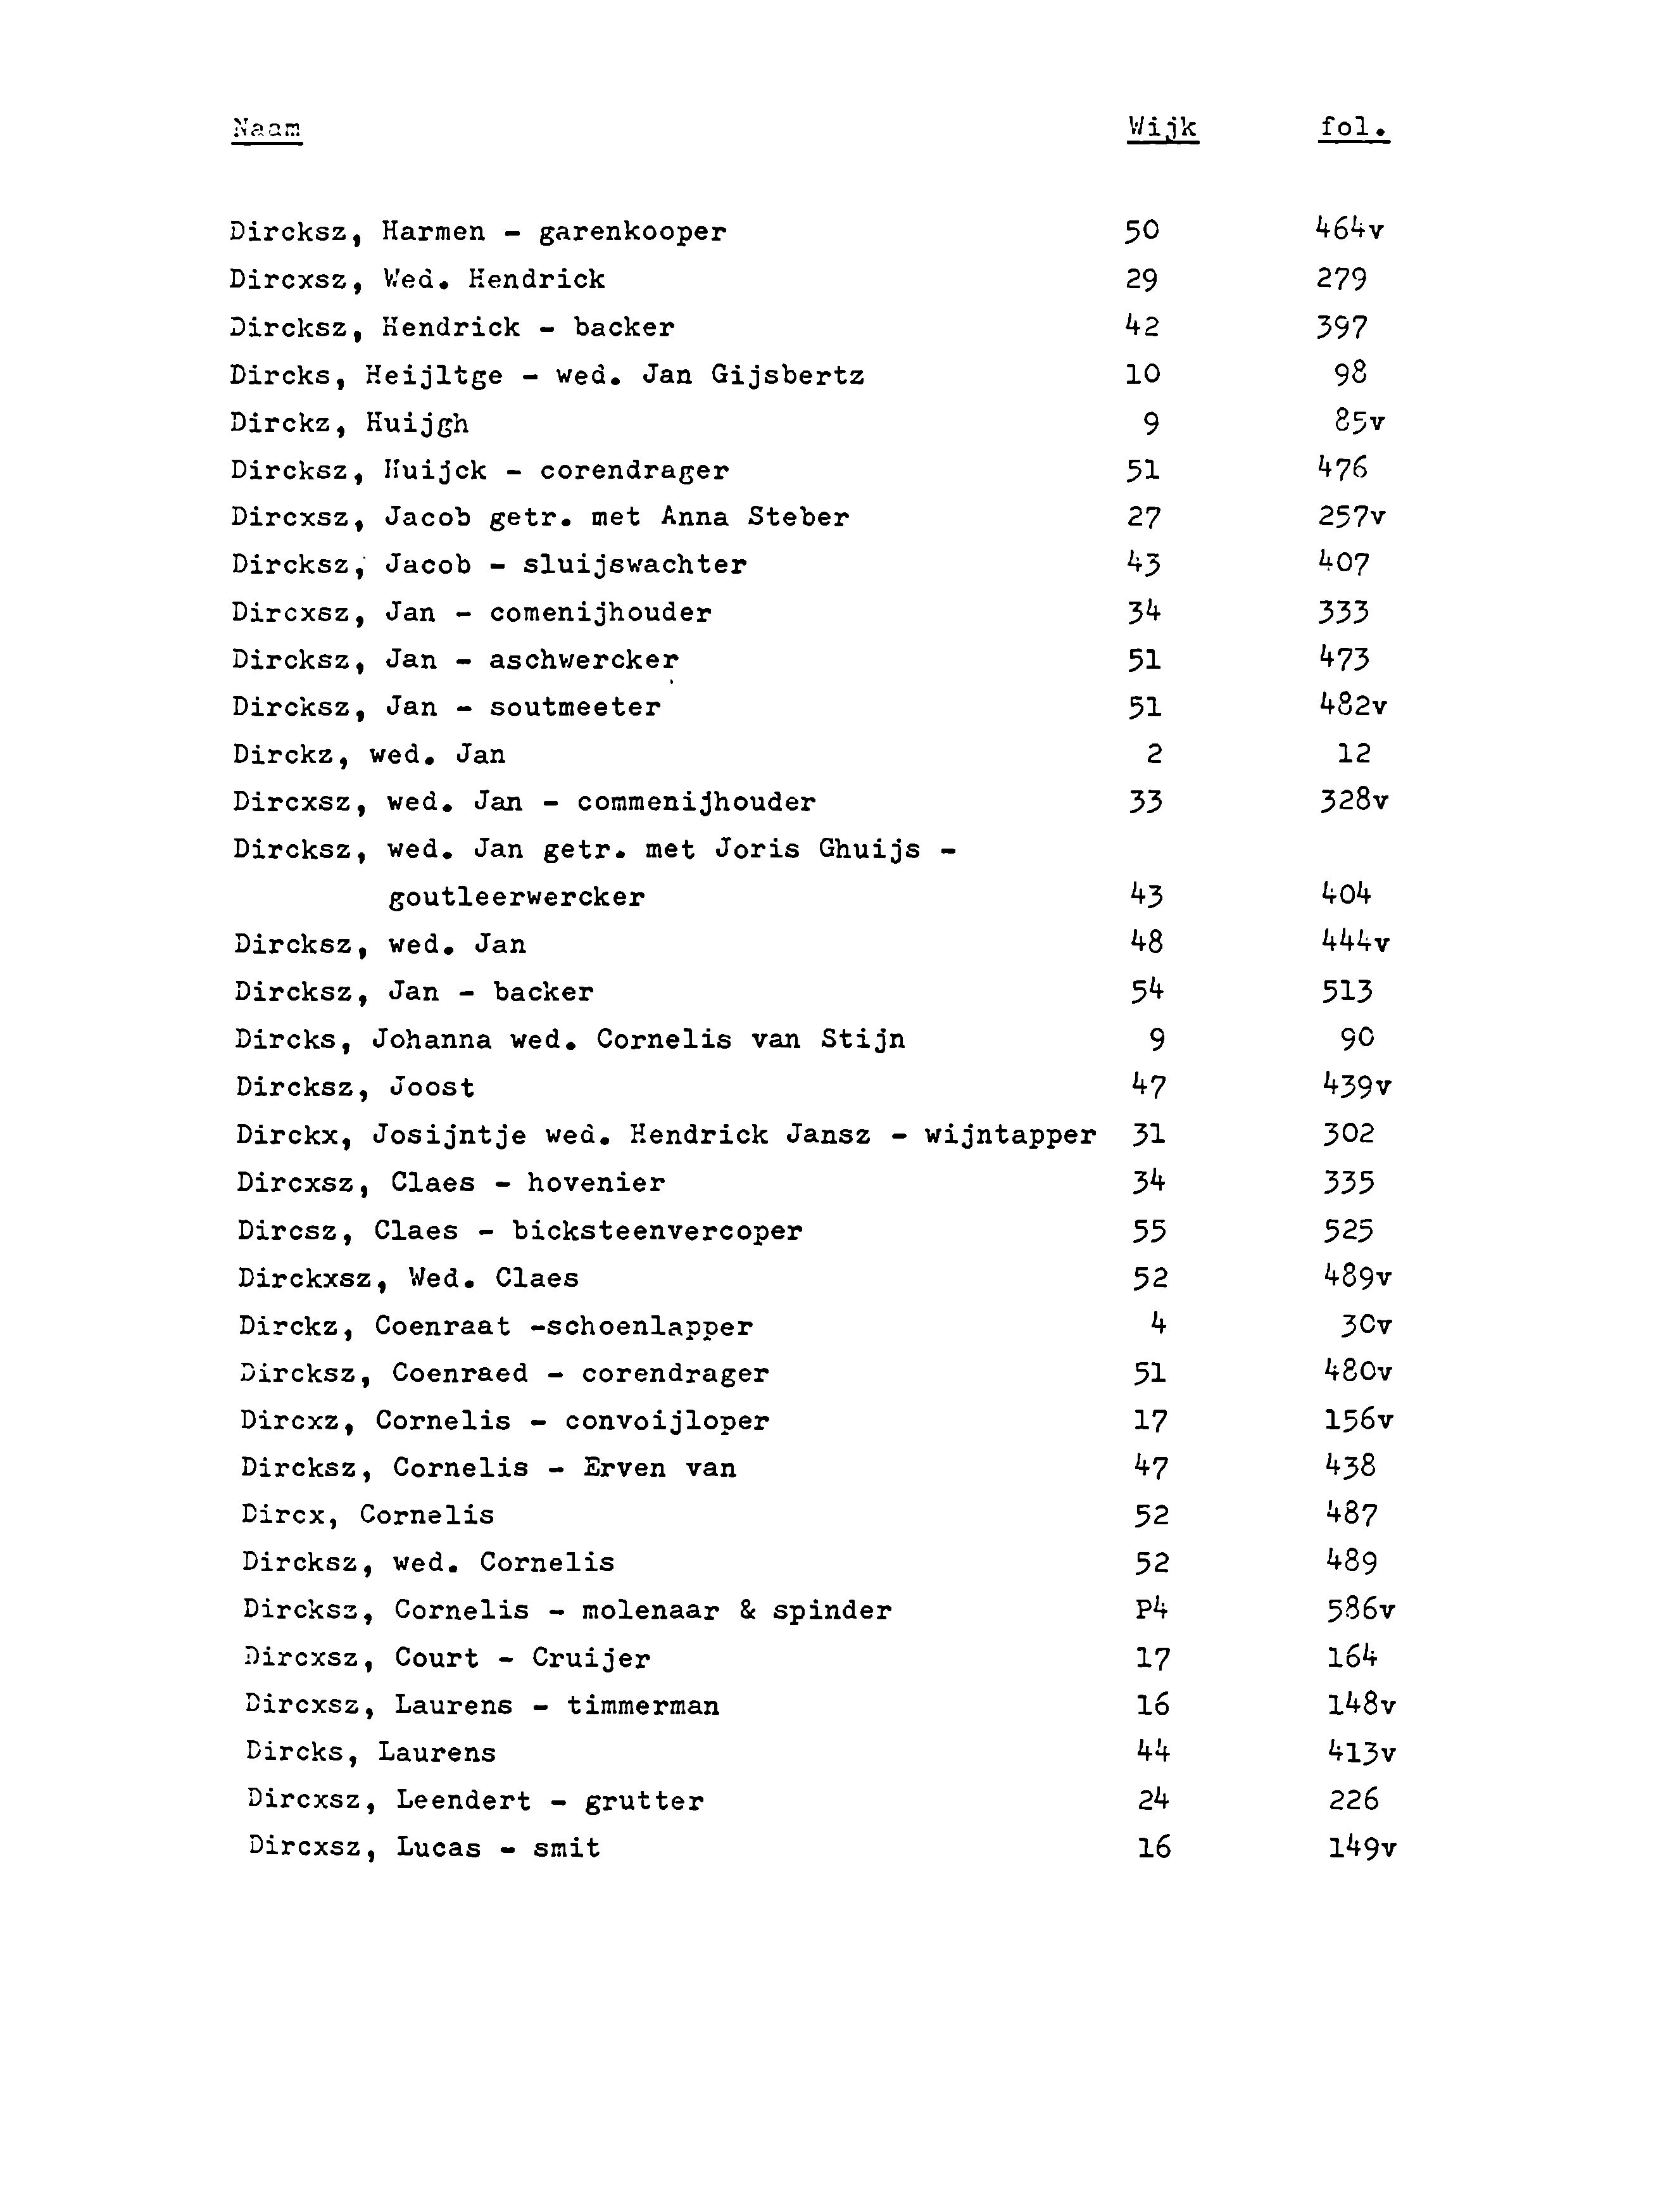 Naam Wijk fol.
Dircksz, Harmen - garenkooper 50 464v
Dircxsz, Wed. Hendrick 29 279
Dircksz, Hendrick - backer 42 397
Dircks, Heijltge - wed. Jan Gijsbertz 10 98
Dirckz, Huijgh 9 85v
Dircksz, Huijck - corendrager 51 476
Dircxsz, Jacob getr. met Anna Steber 27 257v
Dircksz, Jacob - sluijswachter 43 407
Dircxsz, Jan - comenijhouder 34 333
Dircksz, Jan - aschwercker 51 473
Dircksz, Jan - soutmeeter 51 482v
Dirckz, wed. Jan 2 12
Dircxsz, wed. Jan - commenijhouder 33 328v
Dircksz, wed. Jan getr. met Joris Ghuijs -
goutleerwercker 43 404
Dircksz, wed. Jan 48 444v
Dircksz, Jan - backer 54 513
Dircks, Johanna wed. Cornelis van Stijn 9 90
Dircksz, Joost 47 439v
Dirckx, Josijntje wed. Hendrick Jansz - wijntapper 31 302
Dircxsz, Claes - hovenier 34 335
Dircsz, Claes - bicksteenvercoper 55 525
Dirckxsz, Wed. Claes 52 489v
Dirckz, Coenraat -schoenlapper 4 30v
Dircksz, Coenraed - corendrager 51 480v
Dircxz, Cornelis - convoijloper 17 156v
Dircksz, Cornelis - Erven van 47 438
Dircx, Cornelis 52 487
Dircksz, wed. Cornelis 52 489
Dircksz, Cornelis - molenaar & spinder P4 586v
Dircxsz, Court - Cruijer 17 164
Dircxsz, Laurens - timmerman 16 148v
Dircks, Laurens 44 413v
Dircxsz, Leendert - grutter 24 226
Dircxsz, Lucas - smit 16 149v